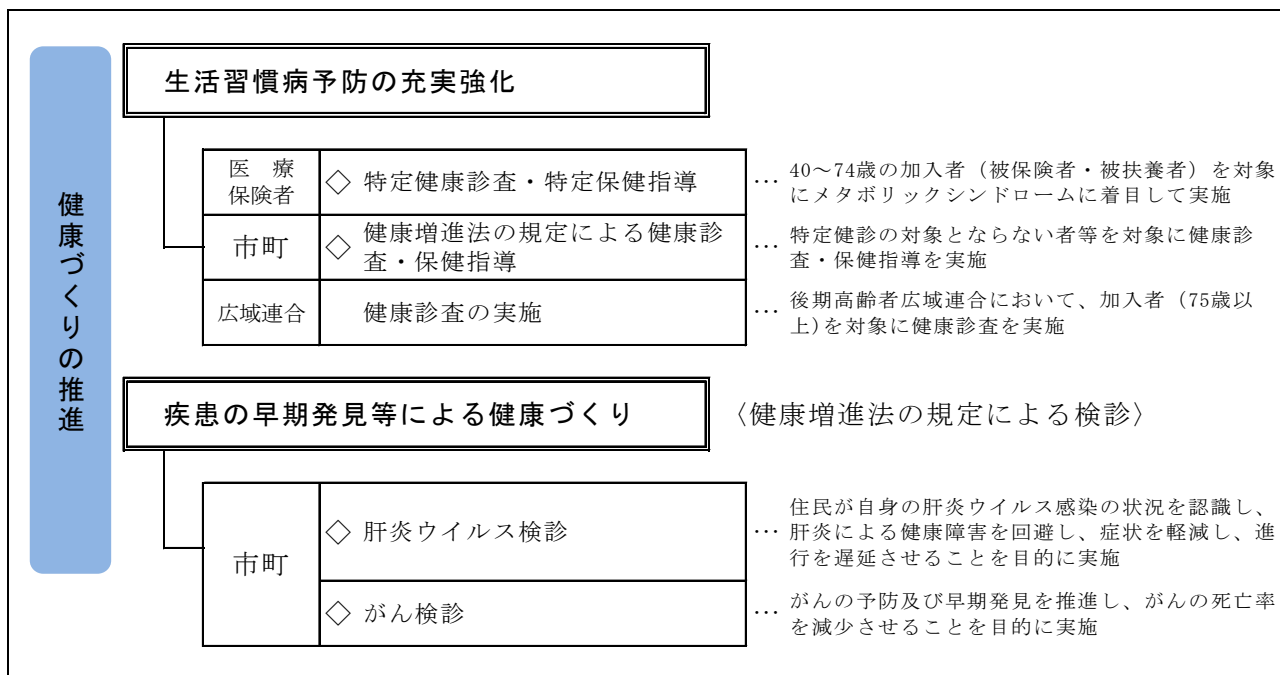 健康づくりの推進
生活習慣病予防の充実強化
医 療
保険者
◇ 特定健康診査・特定保健指導
… 40～74歳の加入者（被保険者・被扶養者）を対象
にメタボリックシンドロームに着目して実施
市町
◇ 健康増進法の規定による健康診
査・保健指導
… 特定健診の対象とならない者等を対象に健康診
査・保健指導を実施
広域連合
健康診査の実施
… 後期高齢者広域連合において、加入者（75歳以
上)を対象に健康診査を実施
疾患の早期発見等による健康づくり
〈健康増進法の規定による検診〉
市町
◇ 肝炎ウイルス検診
住民が自身の肝炎ウイルス感染の状況を認識し、
… 肝炎による健康障害を回避し、症状を軽減し、進
行を遅延させることを目的に実施
◇ がん検診
… がんの予防及び早期発見を推進し、がんの死亡率
を減少させることを目的に実施